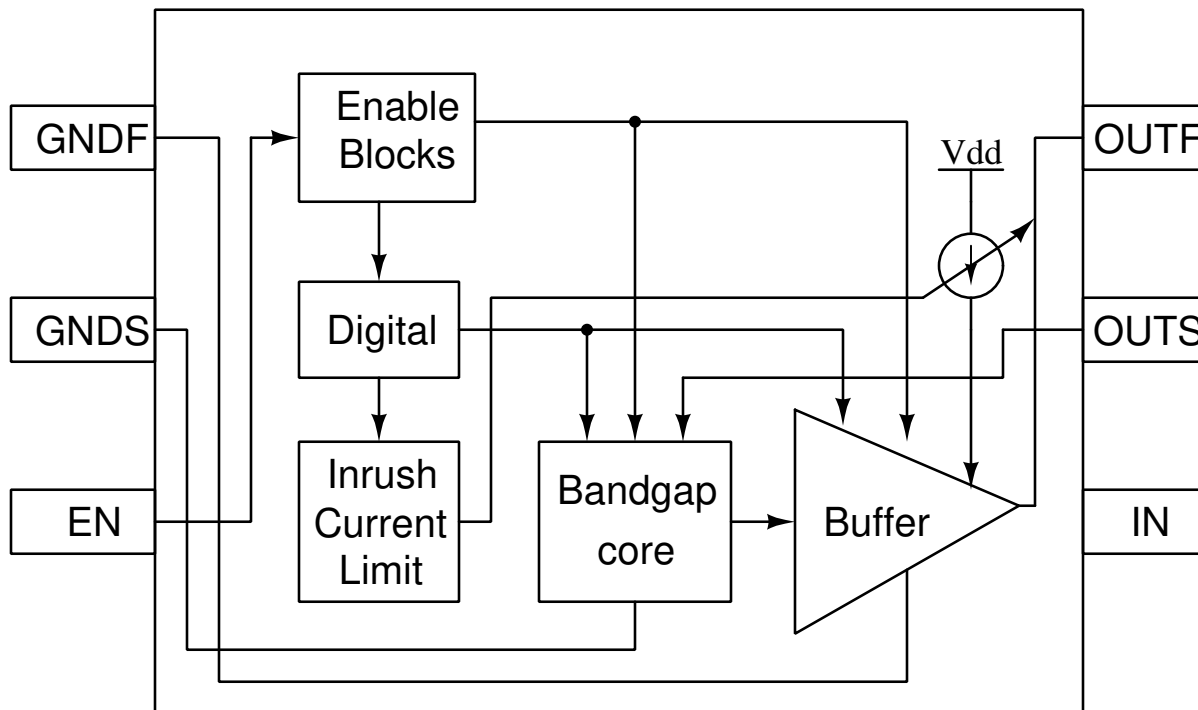 GNDF
GNDS
EN
Enable
Blocks
Digital
Inrush
Current
Limit
Bandgap
core
Buffer
Vdd
OUTF
OUTS
IN